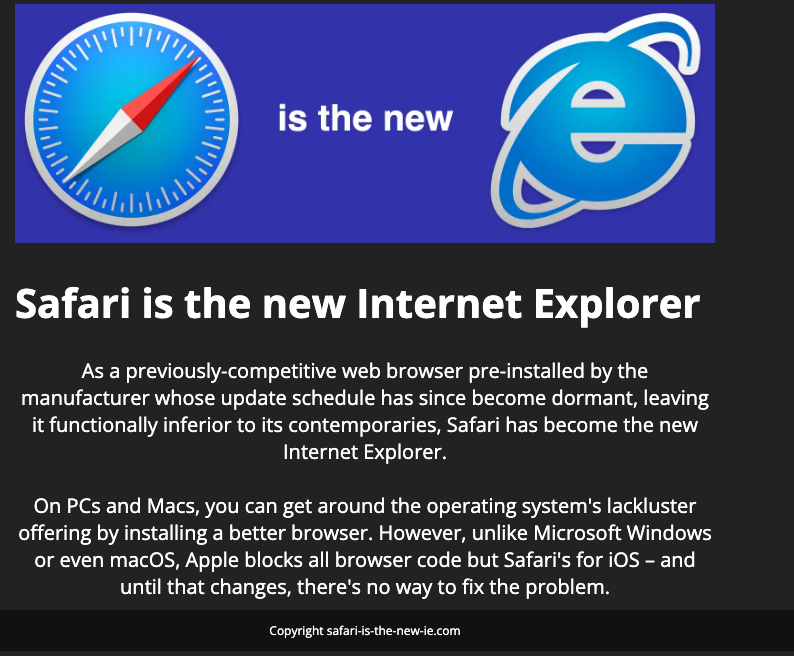 is the new
Safari is the new Internet Explorer
As a previously-competitive web browser pre-installed by the
manufacturer whose update schedule has since become dormant, leaving
it functionally inferior to its contemporaries, Safari has become the new
Internet Explorer.
On PCs and Macs, you can get around the operating system's lackluster
offering by installing a better browser. However, unlike Microsoft Windows
or even macOS, Apple blocks all browser code but Safari's for iOS – and
until that changes, there's no way to fix the problem.
Copyright safari-is-the-new-ie.com